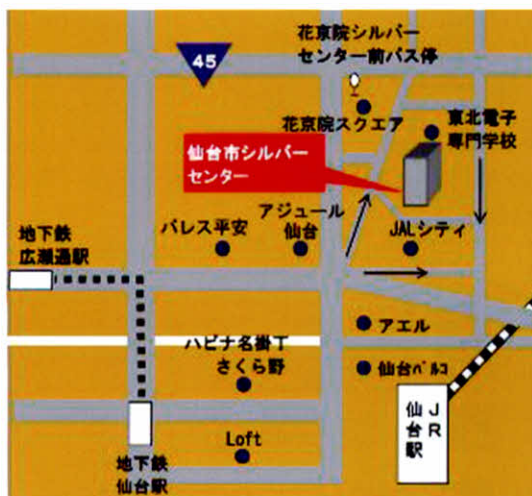 花京院シルバー
センター前バス停
45
花京院スクエア
東北電子
専門学校
仙台市シルバー
センター
アジュール
仙台
パレス平安
JALシティ
地下鉄
広瀬通駅
アエル
ハピナ名掛丁
さくら野
仙台パルコ
JR
仙台駅
Loft
地下鉄
仙台駅